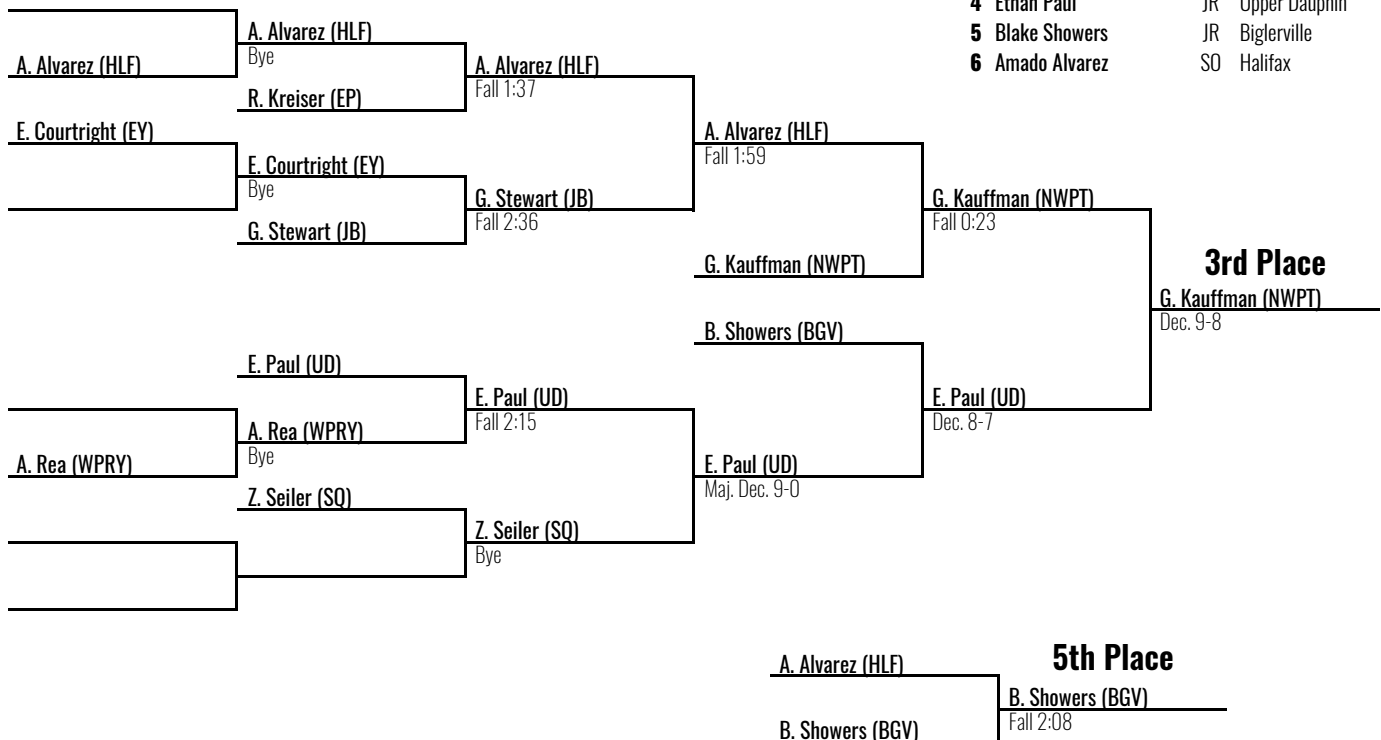 4 Ethan Paul JR Upper Dauphin
5 Blake Showers JR Biglerville
6 Amado Alvarez SO Halifax
A. Alvarez (HLF)
E. Courtright (EY)
A. Rea (WPRY)
A. Alvarez (HLF)
Bye
R. Kreiser (EP)
E. Courtright (EY)
Bye
G. Stewart (JB)
E. Paul (UD)
A. Rea (WPRY)
Bye
Z. Seiler (SQ)
A. Alvarez (HLF)
Fall 1:37
G. Stewart (JB)
Fall 2:36
E. Paul (UD)
Fall 2:15
Z. Seiler (SQ)
Bye
A. Alvarez (HLF)
Fall 1:59
G. Kauffman (NWPT)
B. Showers (BGV)
E. Paul (UD)
Maj. Dec. 9-0
G. Kauffman (NWPT)
Fall 0:23
E. Paul (UD)
Dec. 8-7
3rd Place
G. Kauffman (NWPT)
Dec. 9-8
5th Place
A. Alvarez (HLF)
B. Showers (BGV)
B. Showers (BGV)
Fall 2:08